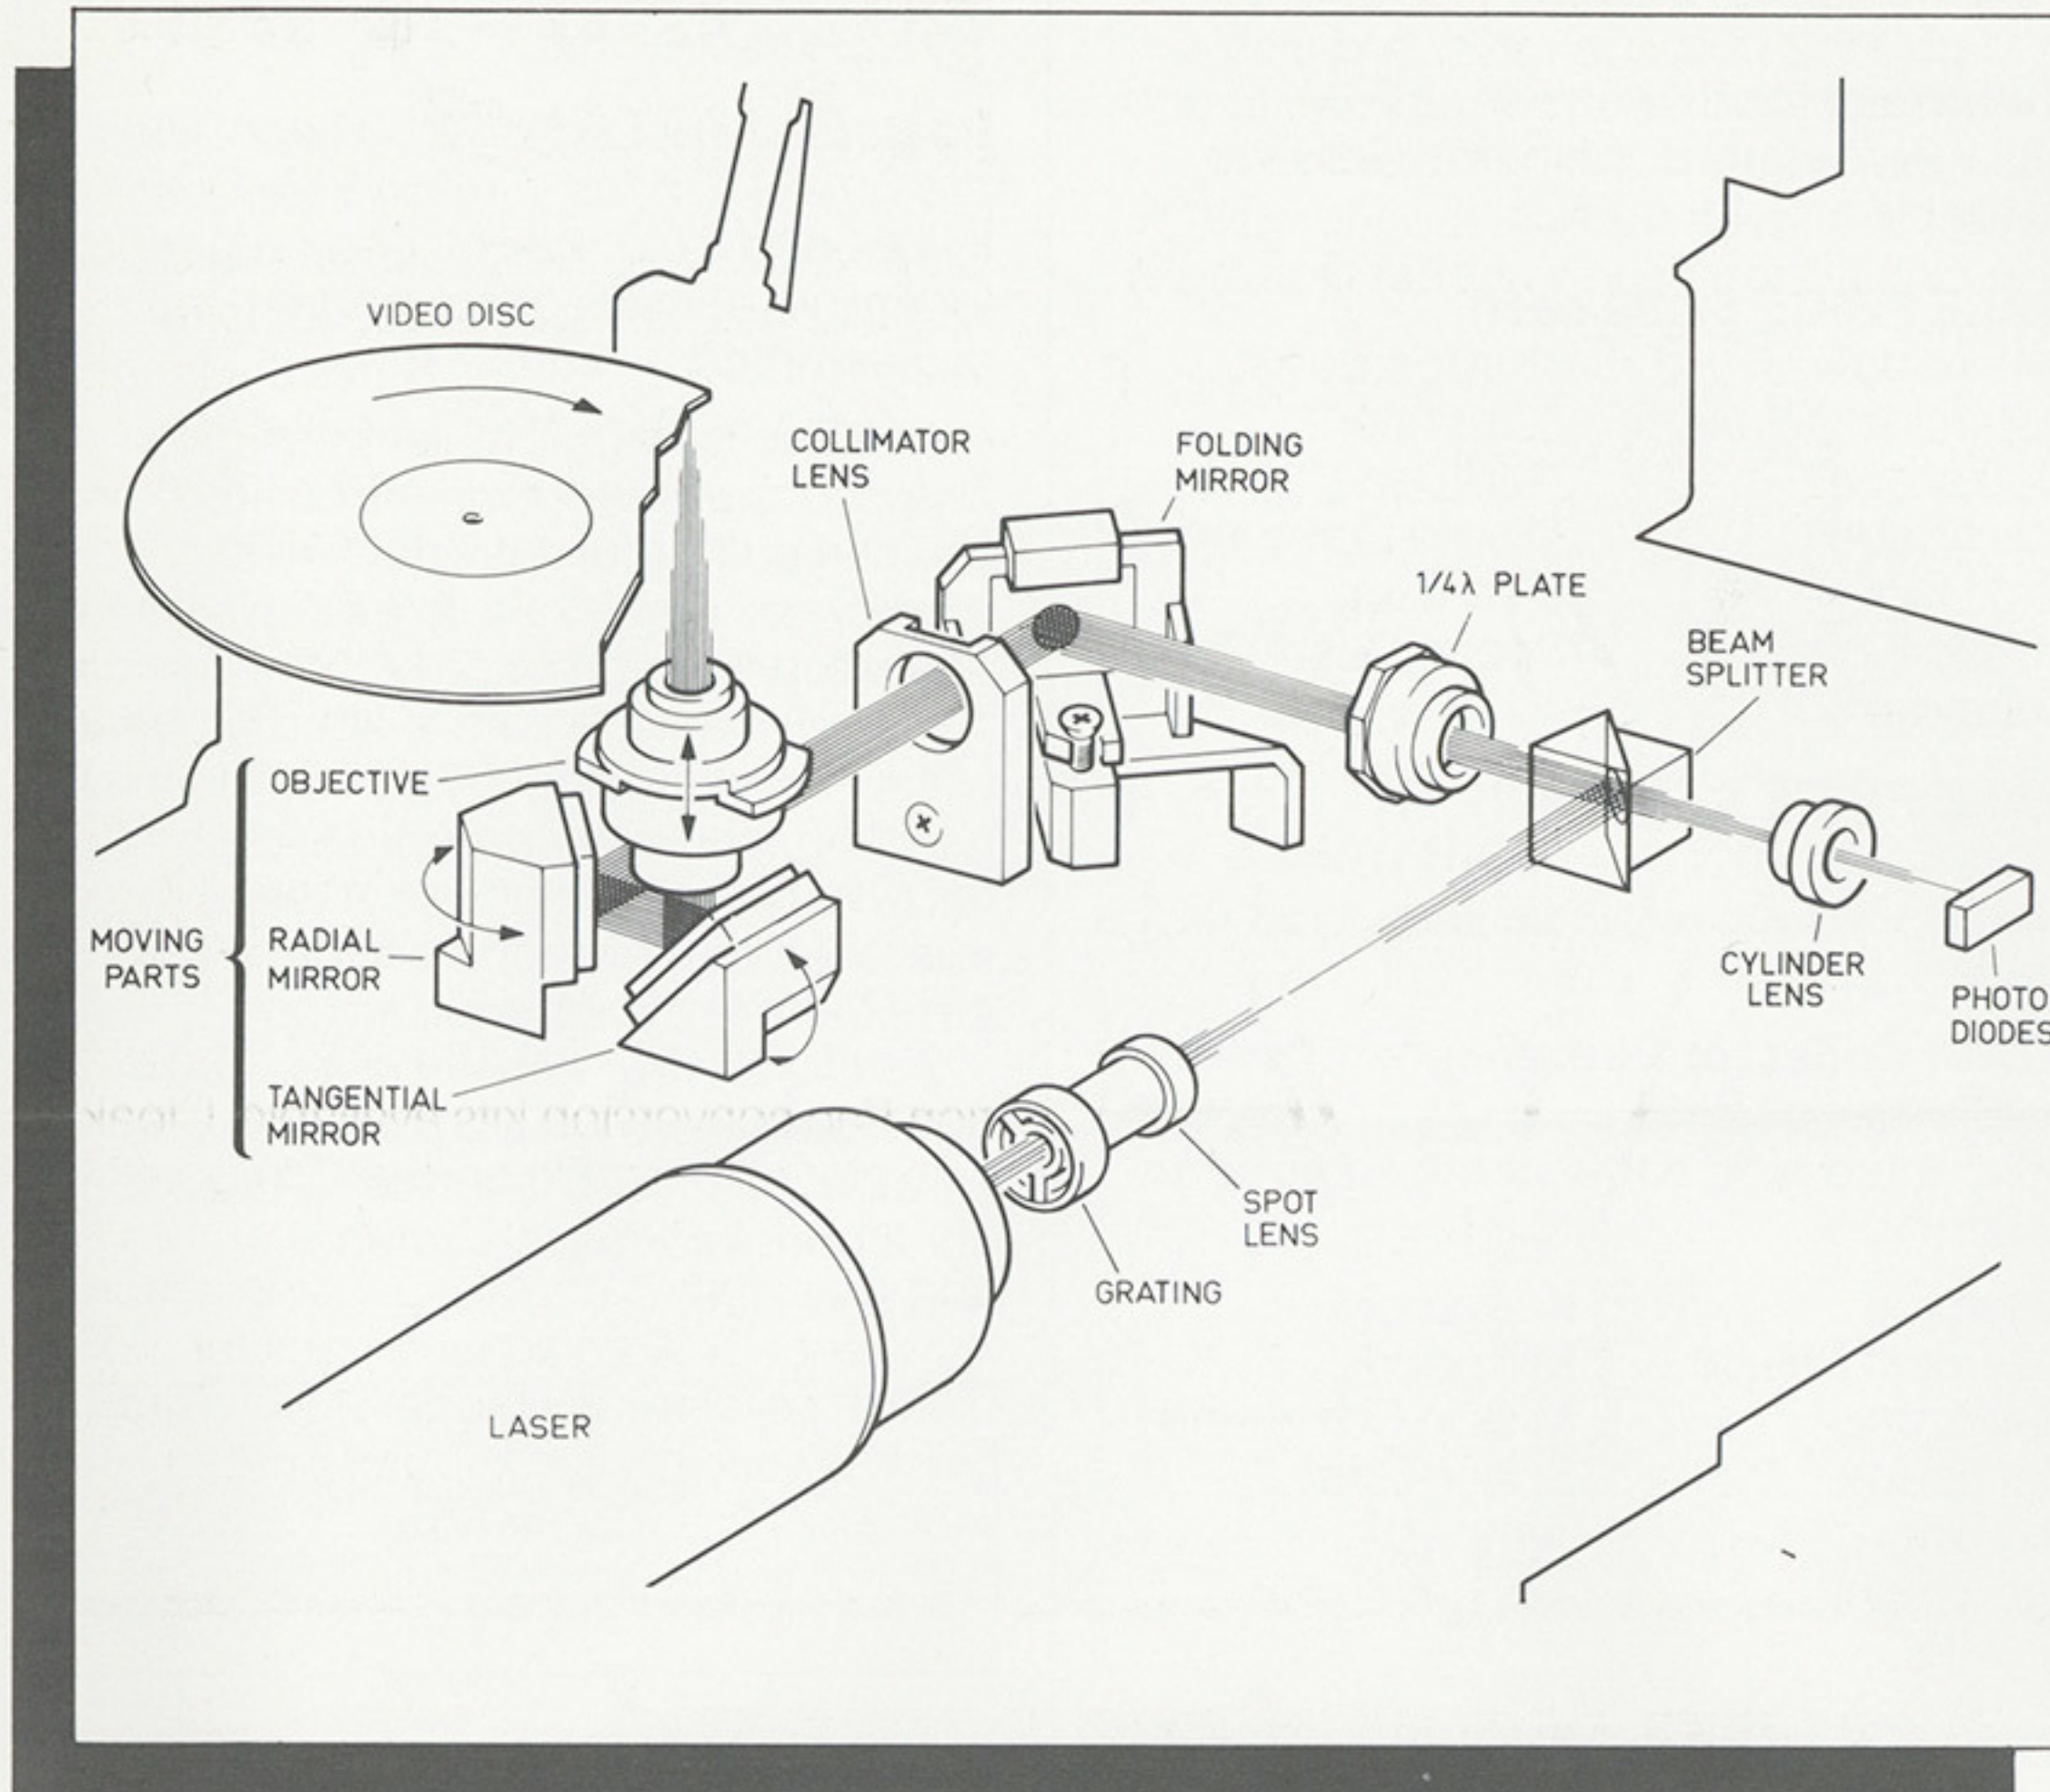 VIDEO DISC
COLLIMATOR
LENS
FOLDING
MIRROR
1/4λ PLATE
BEAM
SPLITTER
OBJECTIVE
MOVING
PARTS
RADIAL
MIRROR
TANGENTIAL
MIRROR
CYLINDER
LENS
PHOTO
DIODES
SPOT
LENS
GRATING
LASER